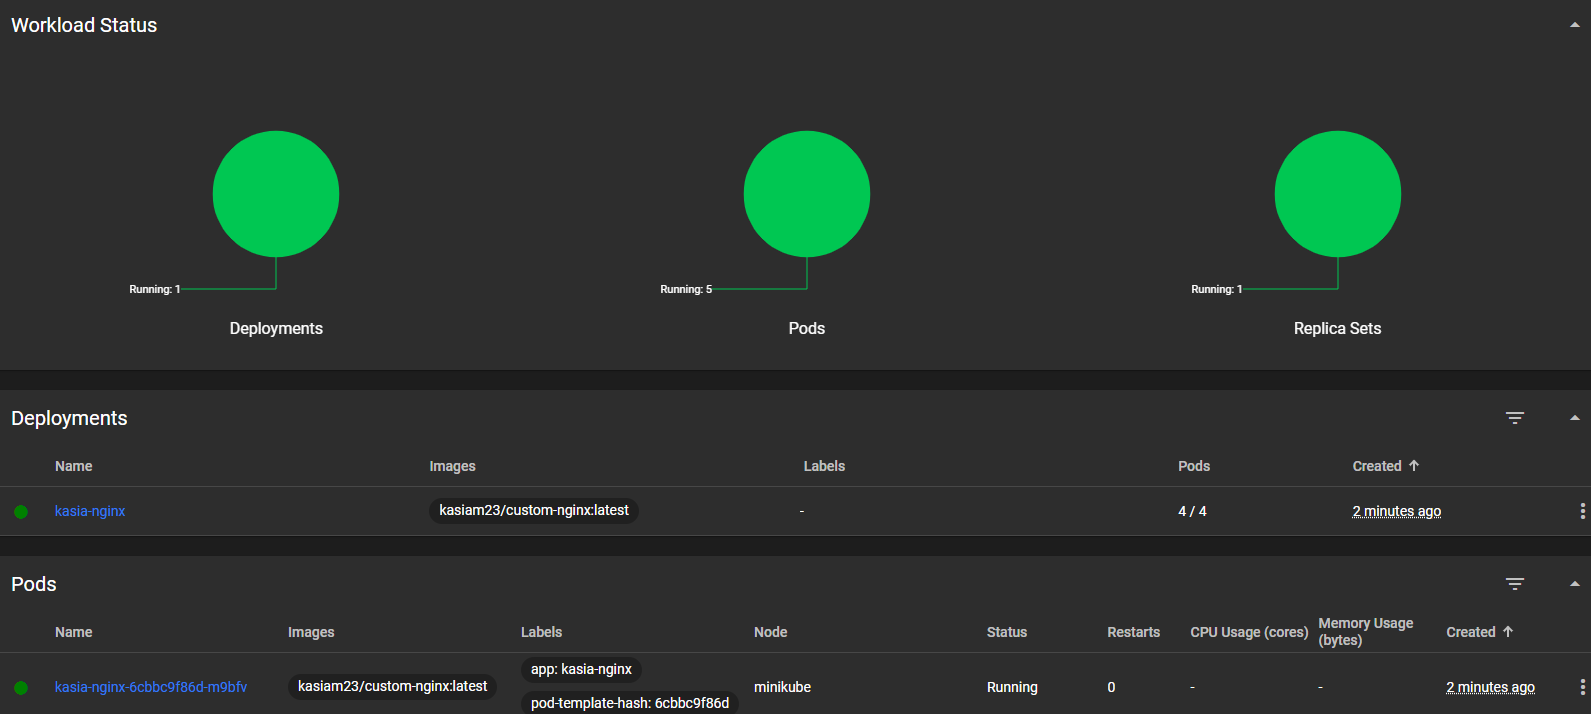 Workload Status
Running: 1
Running: 5
Running: 1
Deployments
Pods
Replica Sets
Deployments
Name Images Labels Pods Created
kasia-nginx kasiam23/custom-nginx:latest - 4 / 4 2 minutes ago
Pods
Name Images Labels Node Status Restarts CPU Usage (cores) Memory Usage (bytes) Created
kasia-nginx-6cbbc9f86d-m9bfv kasiam23/custom-nginx:latest app: kasia-nginx minikube Running 0 - - 2 minutes ago
pod-template-hash: 6cbbc9f86d